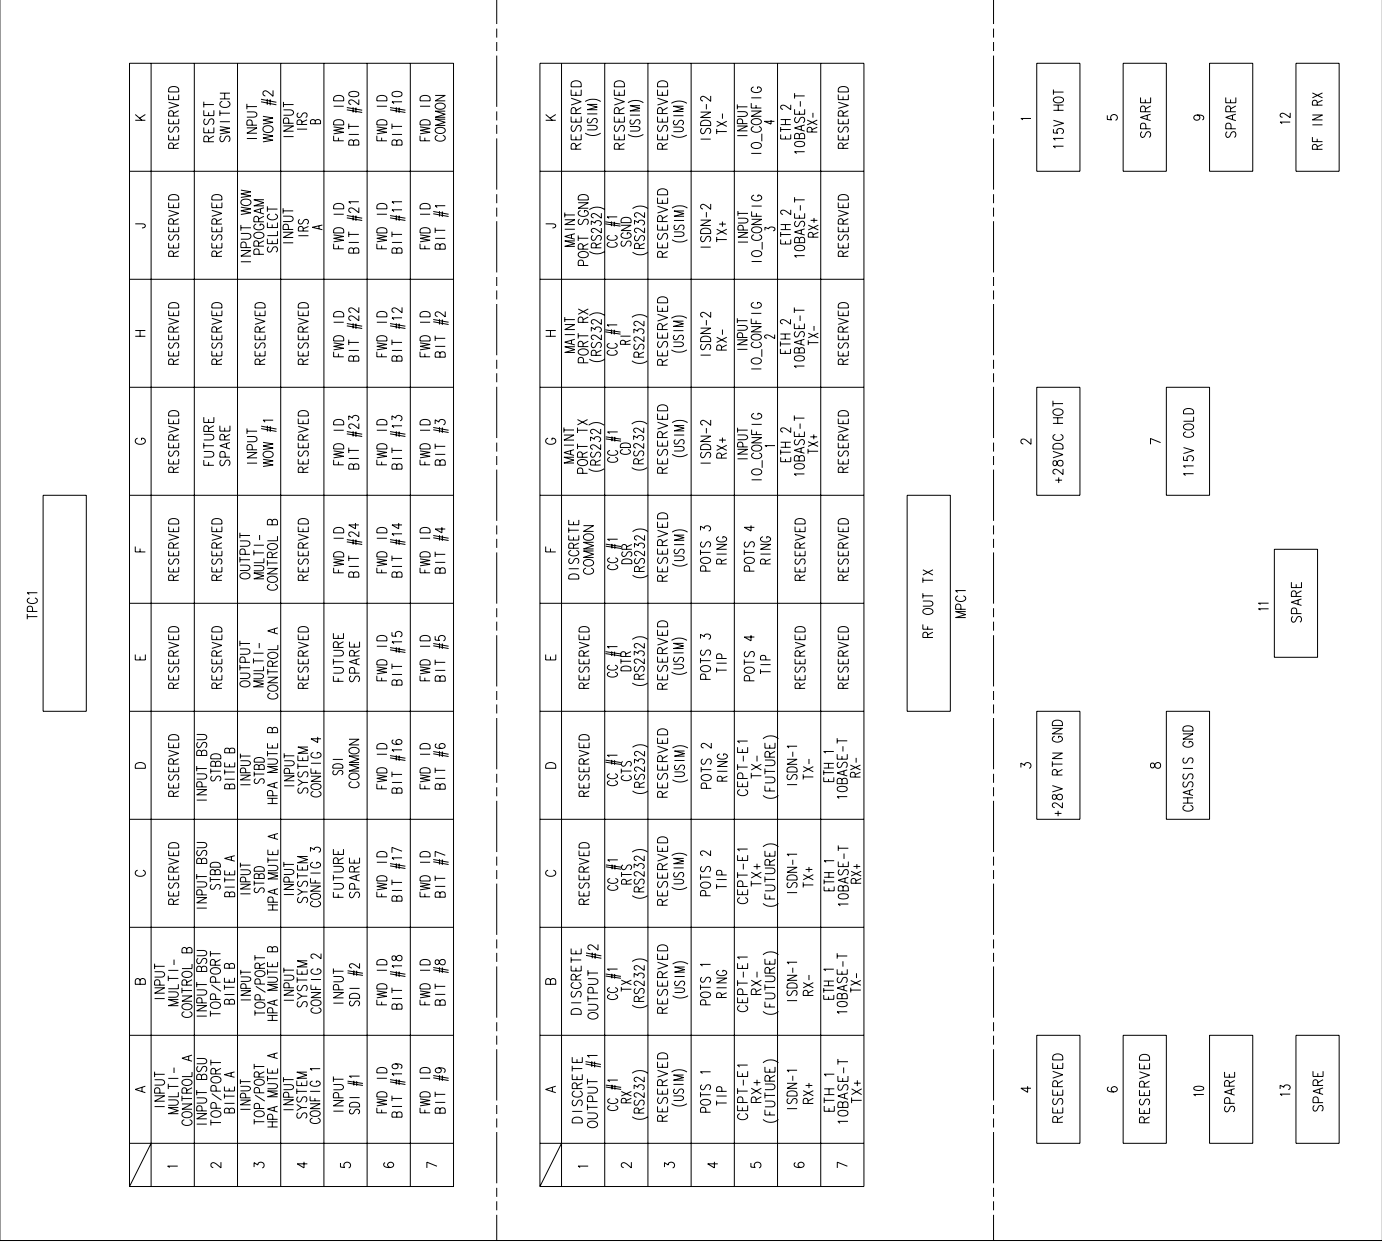 TPC1
A
B
C
D
E
F
G
H
J
K
1
INPUT
MULTI-
CONTROL A
INPUT
MULTI-
CONTROL B
RESERVED
RESERVED
RESERVED
RESERVED
RESERVED
RESERVED
RESERVED
RESERVED
2
INPUT BSU
TOP/PORT
BITE A
INPUT BSU
TOP/PORT
BITE B
INPUT BSU
STBD
BITE A
INPUT BSU
STBD
BITE B
RESERVED
RESERVED
FUTURE
SPARE
RESERVED
RESERVED
RESET
SWITCH
3
INPUT
TOP/PORT
HPA MUTE A
INPUT
TOP/PORT
HPA MUTE B
INPUT
STBD
HPA MUTE A
INPUT
STBD
HPA MUTE B
OUTPUT
MULTI-
CONTROL A
OUTPUT
MULTI-
CONTROL B
INPUT
WOW #1
RESERVED
INPUT WOW
PROGRAM
SELECT
INPUT
WOW #2
4
INPUT
SYSTEM
CONFIG 1
INPUT
SYSTEM
CONFIG 2
INPUT
SYSTEM
CONFIG 3
INPUT
SYSTEM
CONFIG 4
RESERVED
RESERVED
RESERVED
RESERVED
INPUT
IRS
A
INPUT
IRS
B
5
INPUT
SDI #1
INPUT
SDI #2
FUTURE
SPARE
SDI
COMMON
FUTURE
SPARE
FWD ID
BIT #24
FWD ID
BIT #23
FWD ID
BIT #22
FWD ID
BIT #21
FWD ID
BIT #20
6
FWD ID
BIT #19
FWD ID
BIT #18
FWD ID
BIT #17
FWD ID
BIT #16
FWD ID
BIT #15
FWD ID
BIT #14
FWD ID
BIT #13
FWD ID
BIT #12
FWD ID
BIT #11
FWD ID
BIT #10
7
FWD ID
BIT #9
FWD ID
BIT #8
FWD ID
BIT #7
FWD ID
BIT #6
FWD ID
BIT #5
FWD ID
BIT #4
FWD ID
BIT #3
FWD ID
BIT #2
FWD ID
BIT #1
FWD ID
COMMON
A
B
C
D
E
F
G
H
J
K
1
DISCRETE
OUTPUT #1
DISCRETE
OUTPUT #2
RESERVED
RESERVED
RESERVED
DISCRETE
COMMON
MAINT
PORT TX
(RS232)
MAINT
PORT RX
(RS232)
MAINT
PORT SGND
(RS232)
RESERVED
(USIM)
2
CC #1
RX
(RS232)
CC #1
TX
(RS232)
CC #1
RTS
(RS232)
CC #1
CTS
(RS232)
CC #1
DTR
(RS232)
CC #1
DSR
(RS232)
CC #1
CD
(RS232)
CC #1
RI
(RS232)
CC #1
SGND
(RS232)
RESERVED
(USIM)
3
RESERVED
(USIM)
RESERVED
(USIM)
RESERVED
(USIM)
RESERVED
(USIM)
RESERVED
(USIM)
RESERVED
(USIM)
RESERVED
(USIM)
RESERVED
(USIM)
RESERVED
(USIM)
RESERVED
(USIM)
4
POTS 1
TIP
POTS 1
RING
POTS 2
TIP
POTS 2
RING
POTS 3
TIP
POTS 3
RING
ISDN-2
RX+
ISDN-2
RX-
ISDN-2
TX+
ISDN-2
TX-
5
CEPT-E1
RX+
(FUTURE)
CEPT-E1
RX-
(FUTURE)
CEPT-E1
TX+
(FUTURE)
CEPT-E1
TX-
(FUTURE)
POTS 4
TIP
POTS 4
RING
INPUT
IO_CONFIG
1
INPUT
IO_CONFIG
2
INPUT
IO_CONFIG
3
INPUT
IO_CONFIG
4
6
ISDN-1
RX+
ISDN-1
RX-
ISDN-1
TX+
ISDN-1
TX-
RESERVED
RESERVED
ETH 2
10BASE-T
TX+
ETH 2
10BASE-T
TX-
ETH 2
10BASE-T
RX+
ETH 2
10BASE-T
RX-
7
ETH 1
10BASE-T
TX+
ETH 1
10BASE-T
TX-
ETH 1
10BASE-T
RX+
ETH 1
10BASE-T
RX-
RESERVED
RESERVED
RESERVED
RESERVED
RESERVED
RESERVED
RF OUT TX
MPC1
4
RESERVED
3
+28V RTN GND
2
+28VDC HOT
1
115V HOT
6
RESERVED
5
SPARE
8
CHASSIS GND
7
115V COLD
10
SPARE
9
SPARE
11
SPARE
13
SPARE
12
RF IN RX